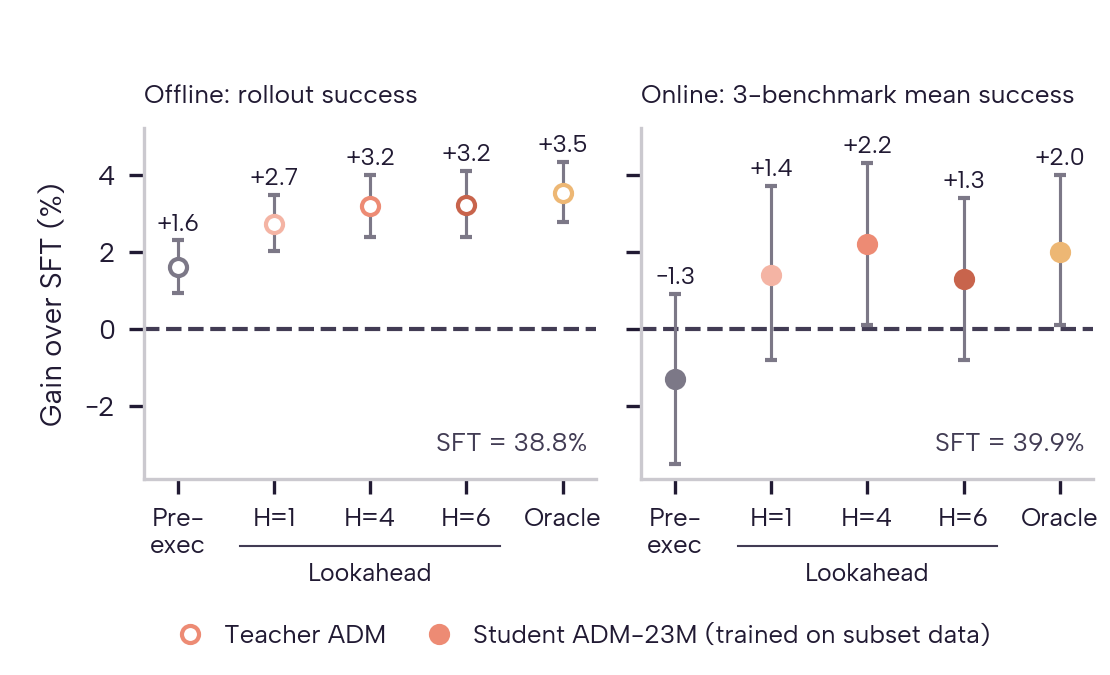 Offline: rollout success
+1.6
+2.7
+3.2
+3.2
+3.5
Gain over SFT (%)
4
2
0
−2
SFT = 38.8%
Pre-
exec
H=1
H=4
H=6
Oracle
Lookahead
Online: 3-benchmark mean success
−1.3
+1.4
+2.2
+1.3
+2.0
SFT = 39.9%
Pre-
exec
H=1
H=4
H=6
Oracle
Lookahead
Teacher ADM
Student ADM-23M (trained on subset data)